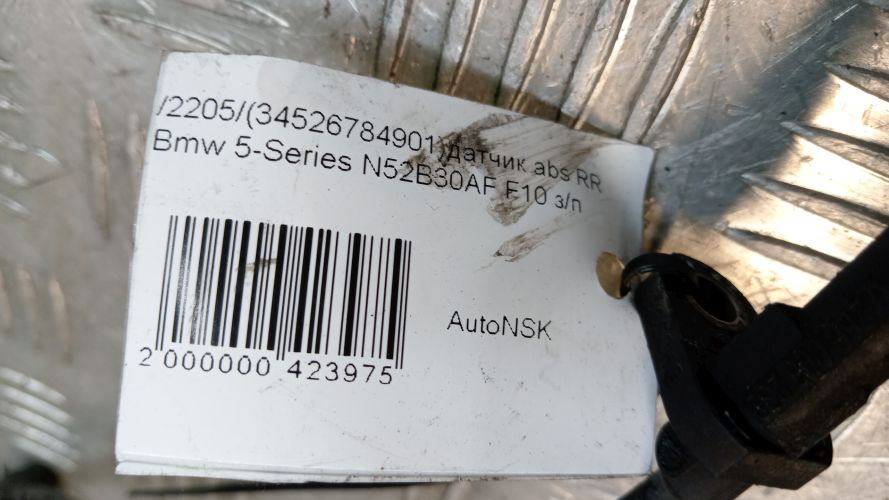 /2205/(34526784901)/датчик abs RR
Bmw 5-Series N52B30AF F10 з/п
AutoNSK
2 000000 423975